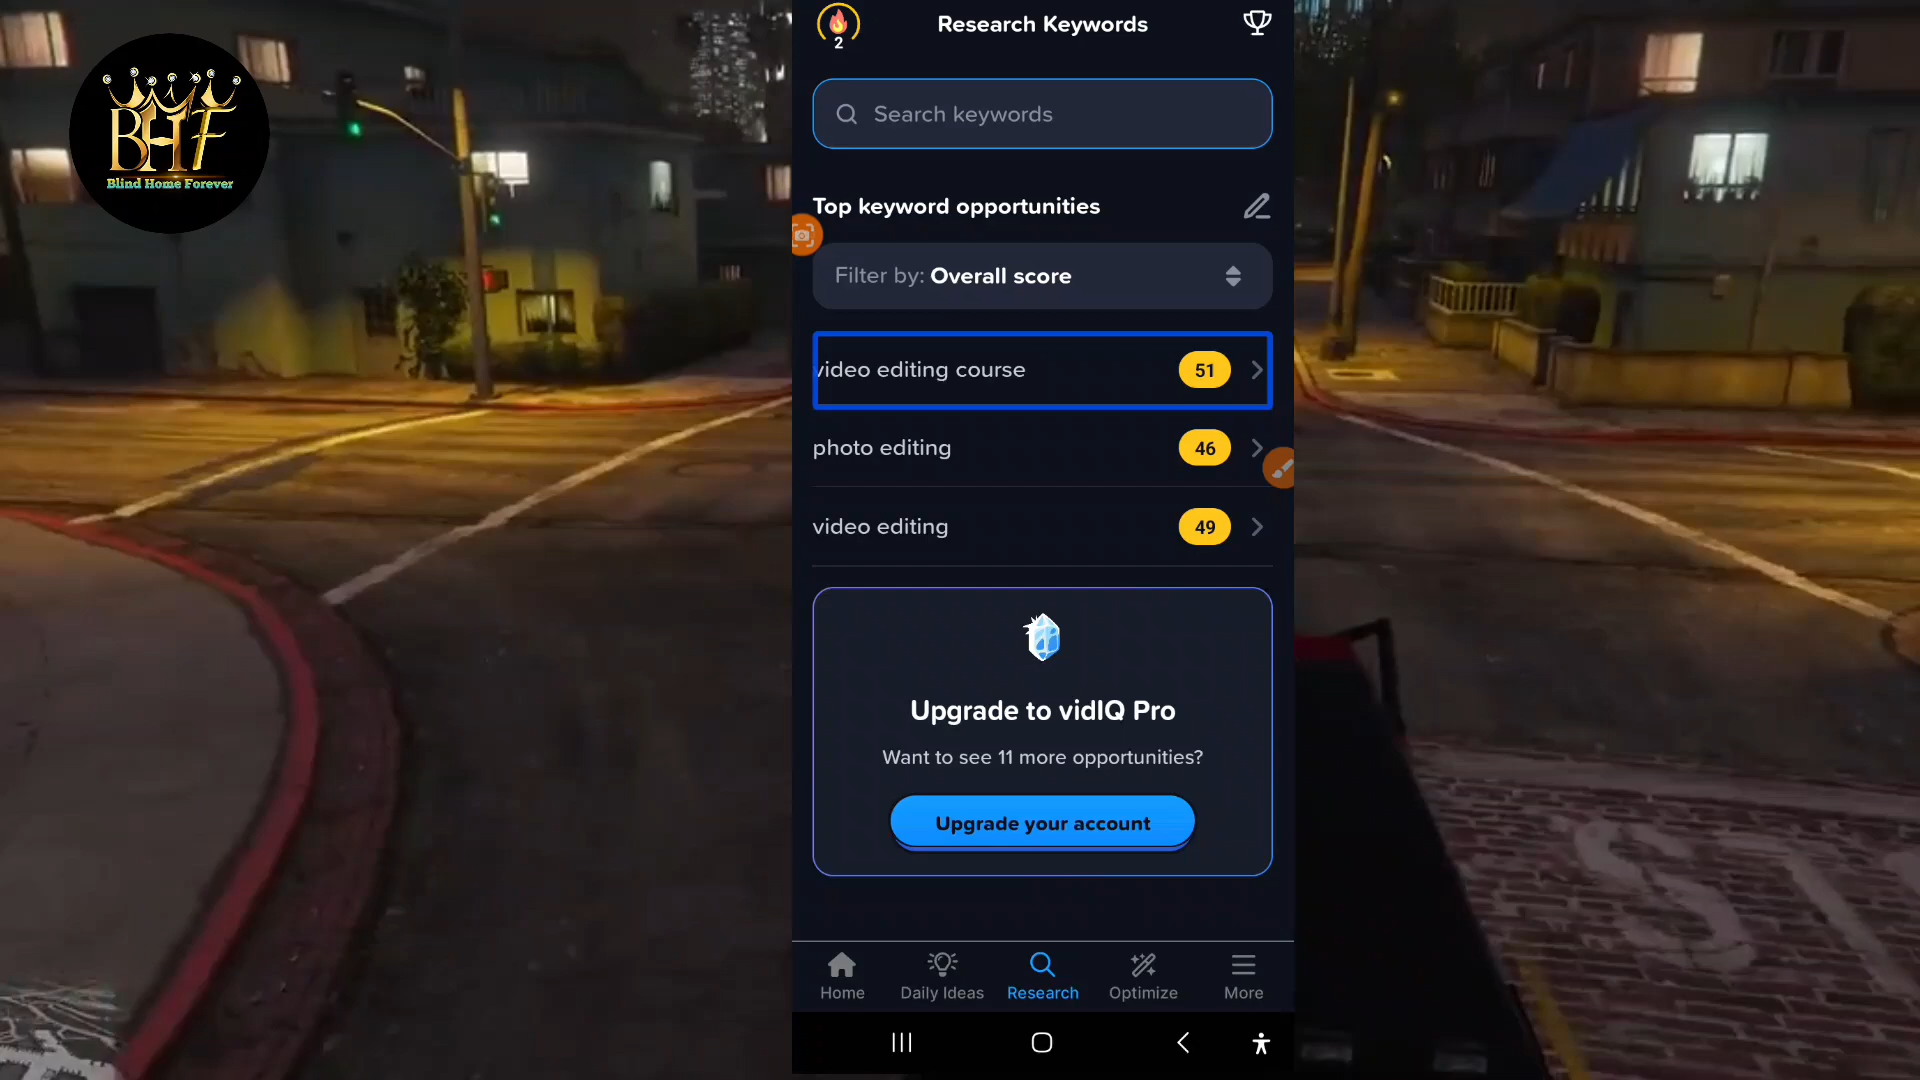 BHF
Blind Home Forever
2
Research Keywords
Search keywords
Top keyword opportunities
Filter by: Overall score
video editing course 51
photo editing 46
video editing 49
Upgrade to vidIQ Pro
Want to see 11 more opportunities?
Upgrade your account
Home Daily Ideas Research Optimize More